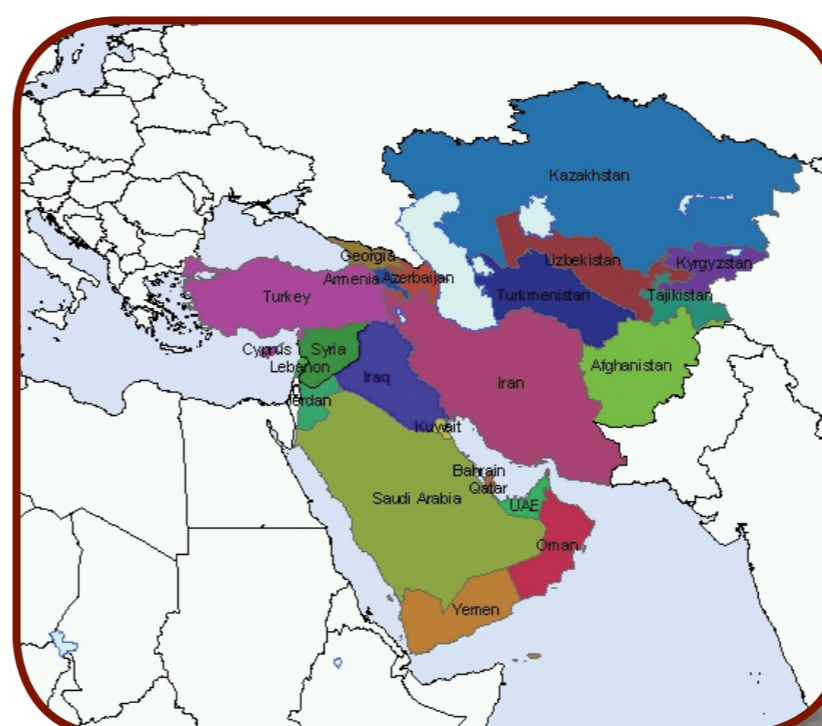 Kazakhstan
Georgia
Uzbekistan
Kyrgyzstan
Armenia
Azerbaijan
Turkey
Turkmenistan
Tajikistan
Cyprus
Syria
Lebanon
Afghanistan
Iraq
Iran
Jordan
Kuwait
Bahrain
Saudi Arabia
Qatar
UAE
Oman
Yemen